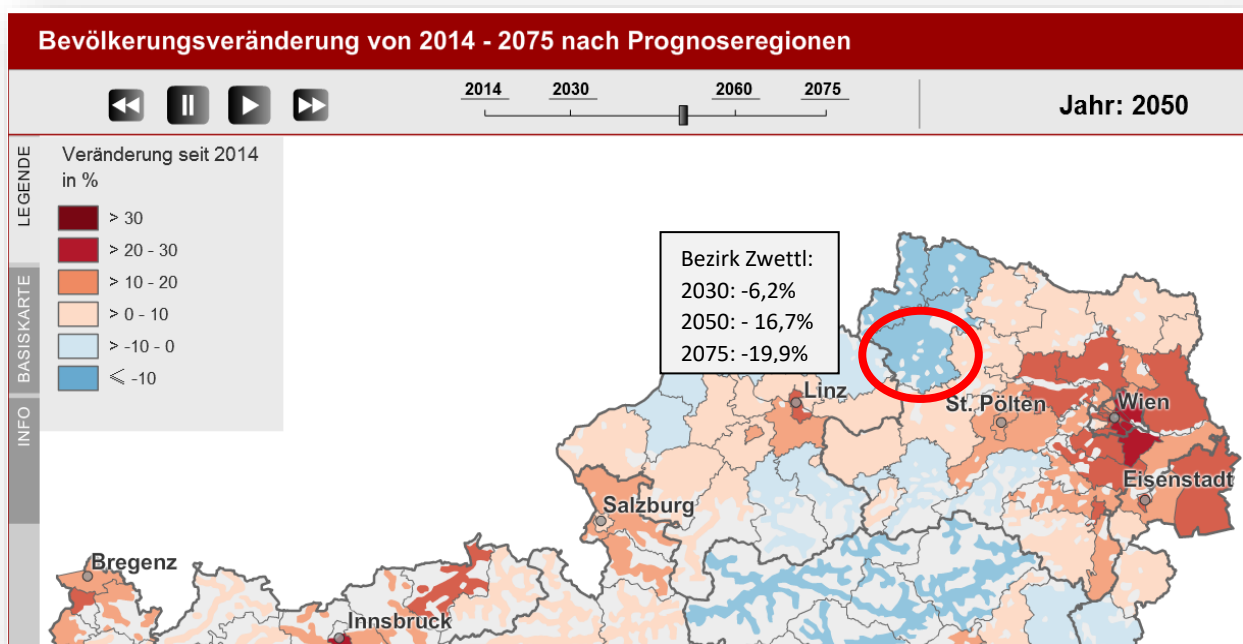 Bevölkerungsveränderung von 2014 - 2075 nach Prognoseregionen
2014 2030 2060 2075
Jahr: 2050
LEGENDE
BASISKARTE
INFO
Veränderung seit 2014
in %
> 30
> 20 - 30
> 10 - 20
> 0 - 10
> -10 - 0
⩽ -10
Bezirk Zwettl:
2030: -6,2%
2050: - 16,7%
2075: -19,9%
Linz
St. Pölten
Wien
Eisenstadt
Salzburg
Bregenz
Innsbruck